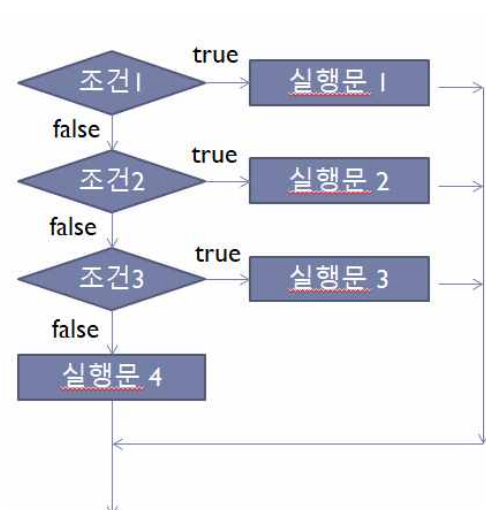 true
조건1
실행문 1
false
true
조건2
실행문 2
false
true
조건3
실행문 3
false
실행문 4